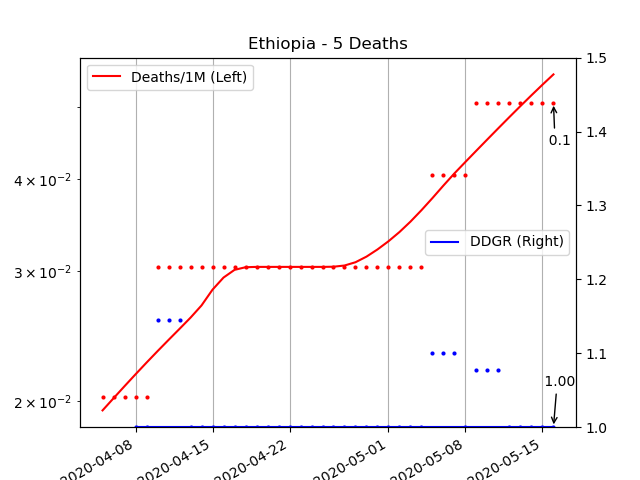 Ethiopia - 5 Deaths
Deaths/1M (Left)
DDGR (Right)
4 × 10⁻²
3 × 10⁻²
2 × 10⁻²
1.5
1.4
1.3
1.2
1.1
1.0
0.1
1.00
2020-04-08
2020-04-15
2020-04-22
2020-05-01
2020-05-08
2020-05-15